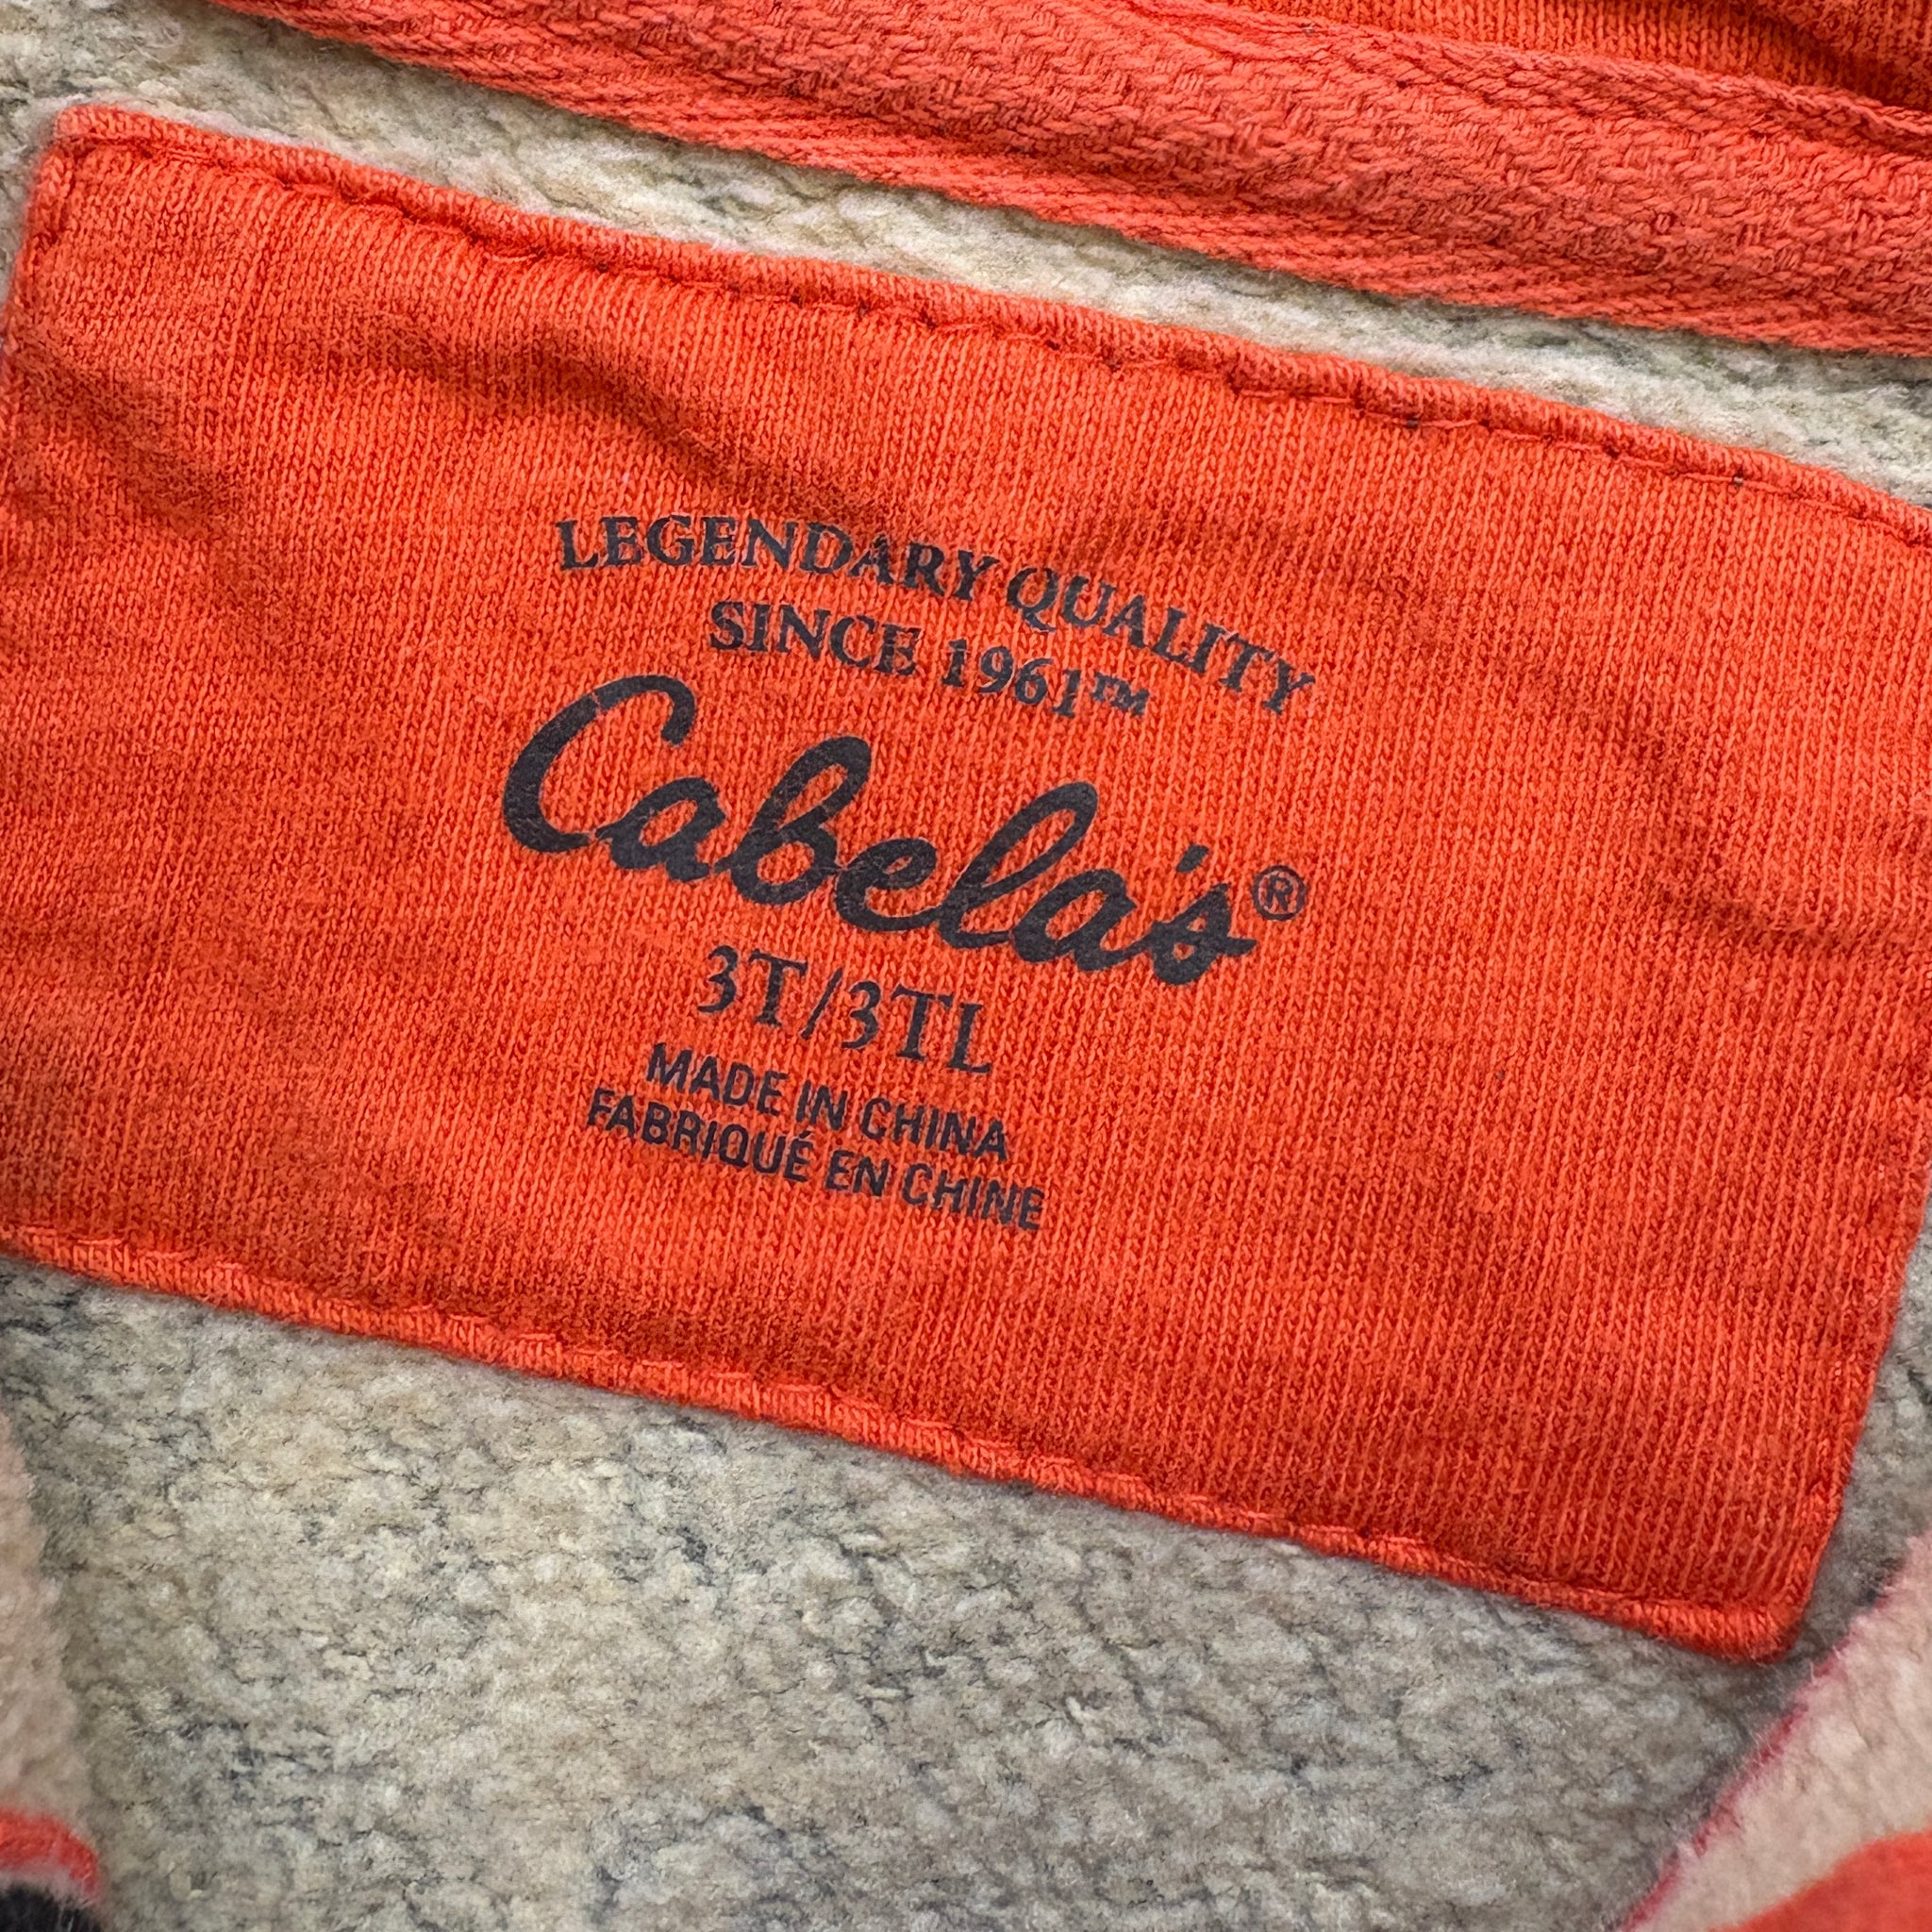 LEGENDARY QUALITY
SINCE 1961™
Cabela's®
3T/3TL
MADE IN CHINA
FABRIQUÉ EN CHINE